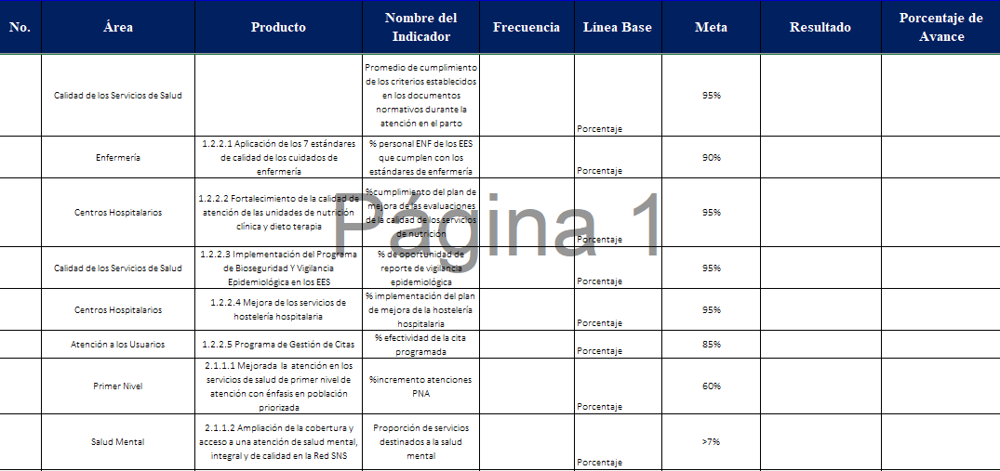 No.
Área
Producto
Nombre del
Indicador
Frecuencia
Línea Base
Meta
Resultado
Porcentaje de
Avance
Calidad de los Servicios de Salud
Promedio de cumplimiento
de los criterios establecidos
en los documentos
normativos durante la
atención en el parto
Porcentaje
95%
Enfermería
1.2.2.1 Aplicación de los 7 estándares
de calidad de los cuidados de
enfermería
% personal ENF de los EES
que cumplen con los
estándares de enfermería
Porcentaje
90%
Centros Hospitalarios
1.2.2.2 Fortalecimiento de la calidad de
atención de las unidades de nutrición
clínica y dieto terapia
%cumplimiento del plan de
mejora de las evaluaciones
de la calidad de los servicios
de nutrición
Porcentaje
95%
Página 1
Calidad de los Servicios de Salud
1.2.2.3 Implementación del Programa
de Bioseguridad Y Vigilancia
Epidemiológica en los EES
% de oportunidad de
reporte de vigilancia
epidemiológica
Porcentaje
95%
Centros Hospitalarios
1.2.2.4 Mejora de los servicios de
hostelería hospitalaria
% implementación del plan
de mejora de la hostelería
hospitalaria
Porcentaje
95%
Atención a los Usuarios
1.2.2.5 Programa de Gestión de Citas
% efectividad de la cita
programada
Porcentaje
85%
Primer Nivel
2.1.1.1 Mejorada la atención en los
servicios de salud de primer nivel de
atención con énfasis en población
priorizada
%incremento atenciones
PNA
Porcentaje
60%
Salud Mental
2.1.1.2 Ampliación de la cobertura y
acceso a una atención de salud mental,
integral y de calidad en la Red SNS
Proporción de servicios
destinados a la salud
mental
Porcentaje
>7%